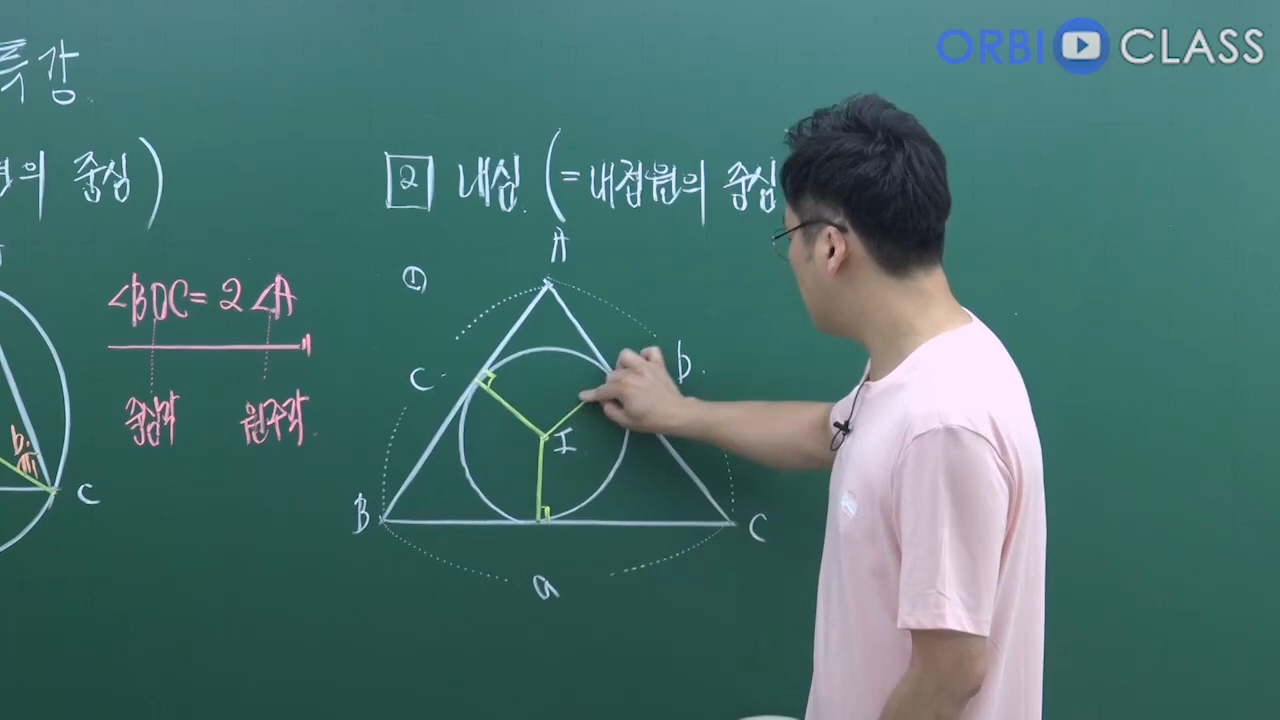 ORBI CLASS
특강.
의 중심)
∠BOC = 2∠A
중심각 원주각
C
② 내심 (= 내접원의 중심
①
A
c
b
I
B
C
a